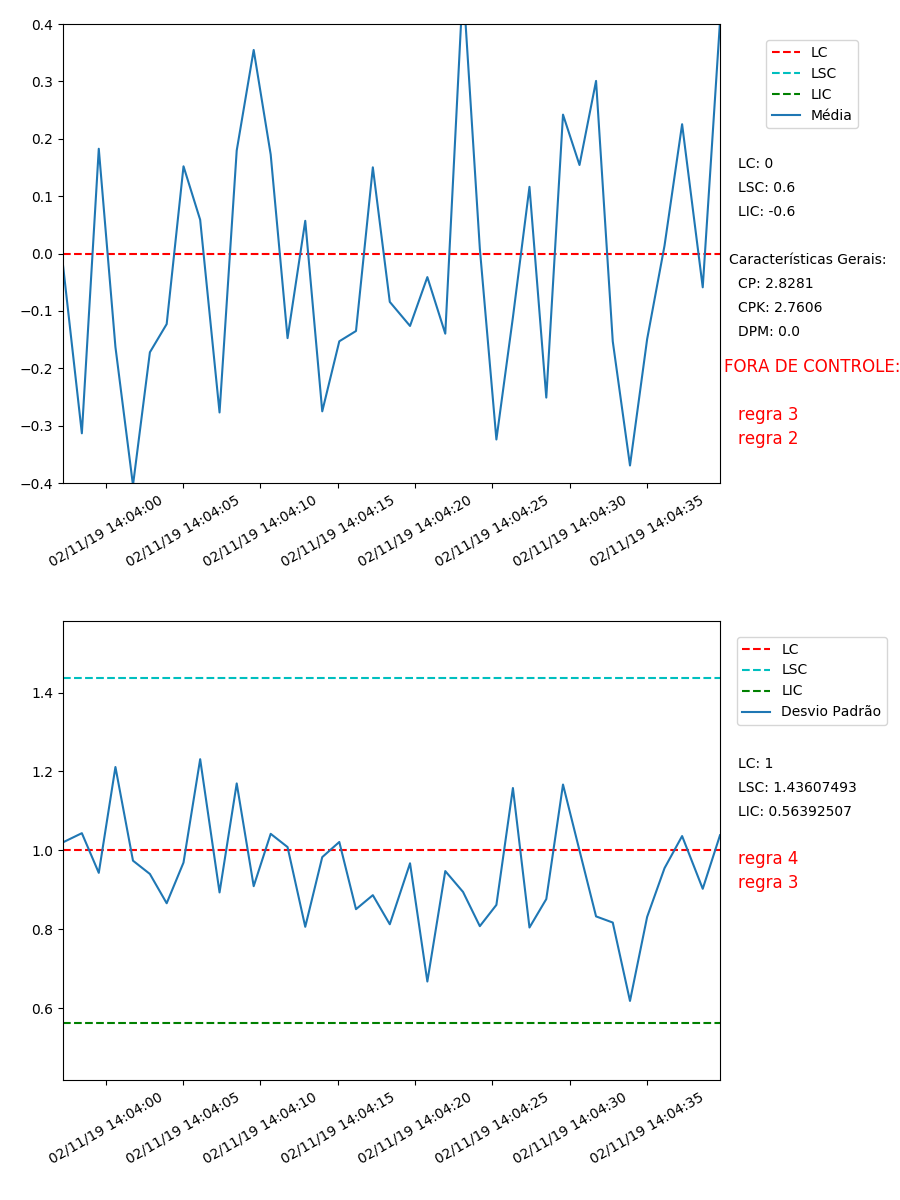 0.4
0.3
0.2
0.1
0.0
−0.1
−0.2
−0.3
−0.4
02/11/19 14:04:00
02/11/19 14:04:05
02/11/19 14:04:10
02/11/19 14:04:15
02/11/19 14:04:20
02/11/19 14:04:25
02/11/19 14:04:30
02/11/19 14:04:35
LC
LSC
LIC
Média
LC: 0
LSC: 0.6
LIC: -0.6
Características Gerais:
CP: 2.8281
CPK: 2.7606
DPM: 0.0
FORA DE CONTROLE:
regra 3
regra 2
1.4
1.2
1.0
0.8
0.6
02/11/19 14:04:00
02/11/19 14:04:05
02/11/19 14:04:10
02/11/19 14:04:15
02/11/19 14:04:20
02/11/19 14:04:25
02/11/19 14:04:30
02/11/19 14:04:35
LC
LSC
LIC
Desvio Padrão
LC: 1
LSC: 1.43607493
LIC: 0.56392507
regra 4
regra 3